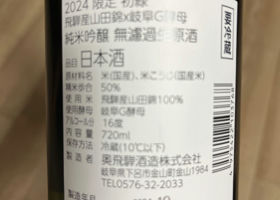 2024 限定 初緑
飛騨産山田錦×岐阜G酵母
純米吟醸 無濾過生原酒
要冷蔵
品目 日本酒
原材料名 米(国産)、米こうじ(国産米)
精米歩合 50%
使用米 飛騨産山田錦100%
使用酵母 岐阜G酵母
アルコール分 16度
内容量 720ml
保存方法 冷蔵(10℃以下)
製造者 奥飛騨酒造株式会社
岐阜県下呂市金山町金山1984
TEL0576-32-2033
製造年月